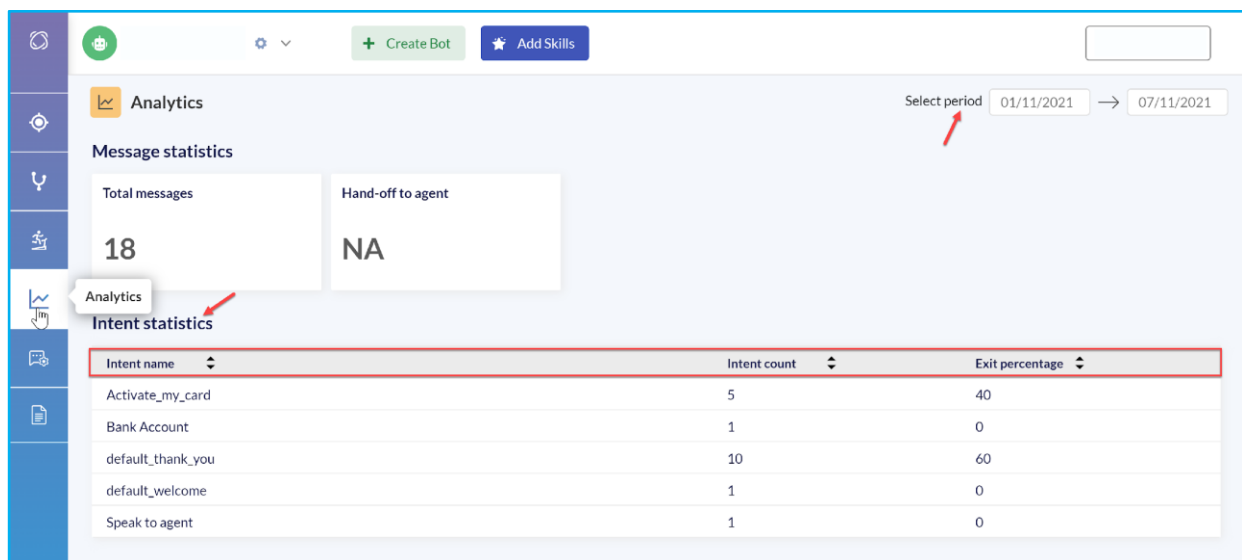 Create Bot Add Skills
Analytics Select period 01/11/2021 07/11/2021
Message statistics
Total messages Hand-off to agent
18 NA
Analytics
Intent statistics
Intent name Intent count Exit percentage
Activate_my_card 5 40
Bank Account 1 0
default_thank_you 10 60
default_welcome 1 0
Speak to agent 1 0